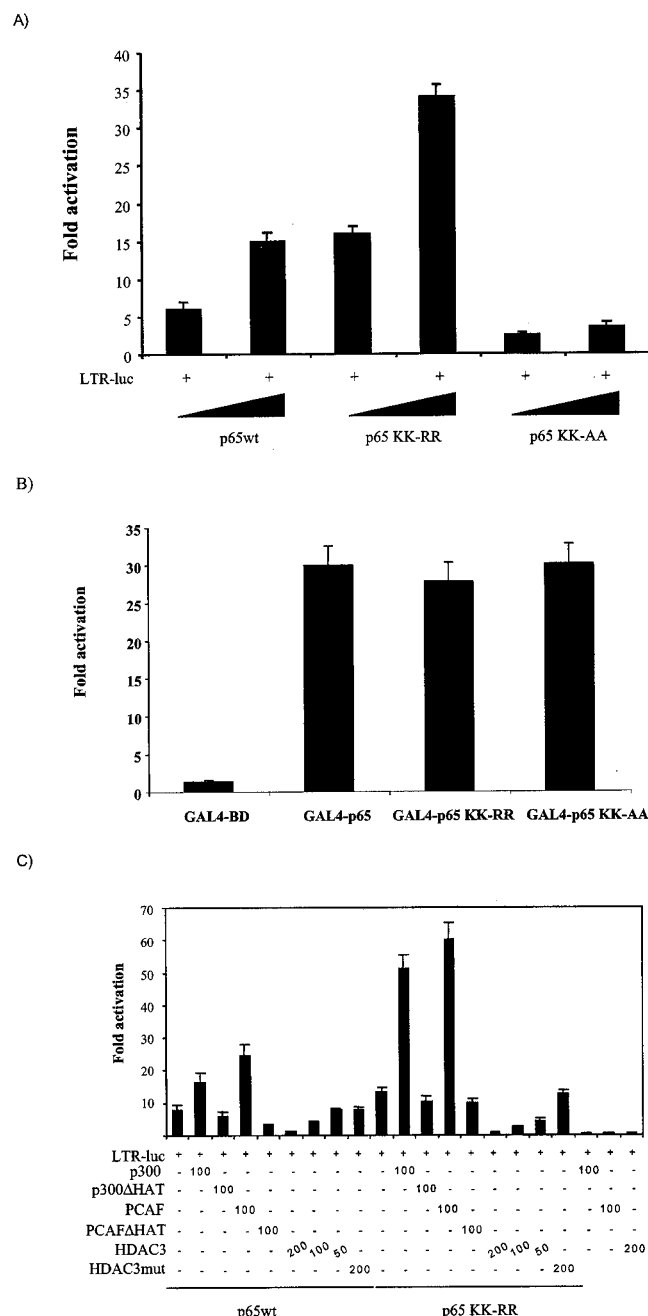 A)
Fold activation
40
35
30
25
20
15
10
5
0
LTR-luc + + + + + +
p65wt p65 KK-RR p65 KK-AA
B)
Fold activation
35
30
25
20
15
10
5
0
GAL4-BD GAL4-p65 GAL4-p65 KK-RR GAL4-p65 KK-AA
C)
Fold activation
70
60
50
40
30
20
10
LTR-luc + + + + + + + + + + + + + + + + + + + + +
p300 - 100 - - - - - - - - 100 - - - - - - - 100 - -
p300ΔHAT - - 100 - - - - - - - - 100 - - - - - - - - -
PCAF - - - 100 - - - - - - - - 100 - - - - - - 100 -
PCAFΔHAT - - - - 100 - - - - - - - - 100 - - - - - - -
HDAC3 - - - - - 200 100 50 - - - - - - 200 100 50 - - - 200
HDAC3mut - - - - - - - - 200 - - - - - - - - 200 - - -
p65wt p65 KK-RR